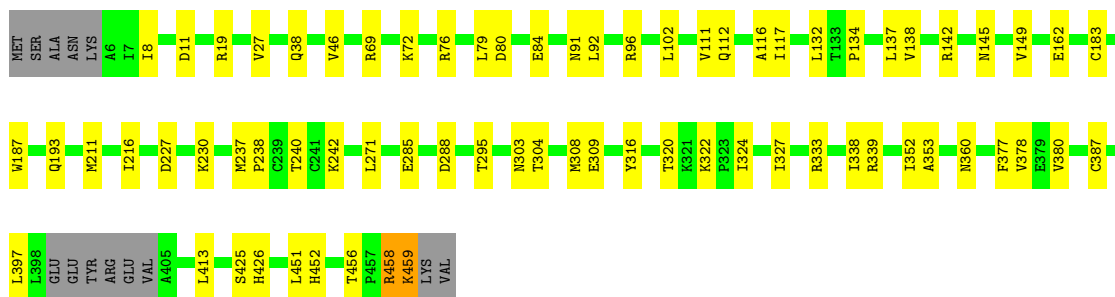 MET SER ALA ASN LYS A6 I7 I8 D11 R19 V27 Q38 V46 R69 K72 R76 L79 D80 E84 N91 L92 R96 L102 V111 Q112 A116 I117 L132 T133 P134 L137 V138 R142 N145 V149 E162 C183
W187 Q193 M211 I216 D227 K230 M237 P238 C239 T240 C241 K242 L271 E285 D288 T295 N303 T304 M308 E309 Y316 T320 K321 K322 P323 I324 I327 R333 I338 R339 I352 A353 N360 F377 V378 E379 V380 C387
L397 L398 GLU GLU TYR ARG GLU VAL A405 L413 S425 H426 L451 H452 T456 P457 R458 K459 LYS VAL